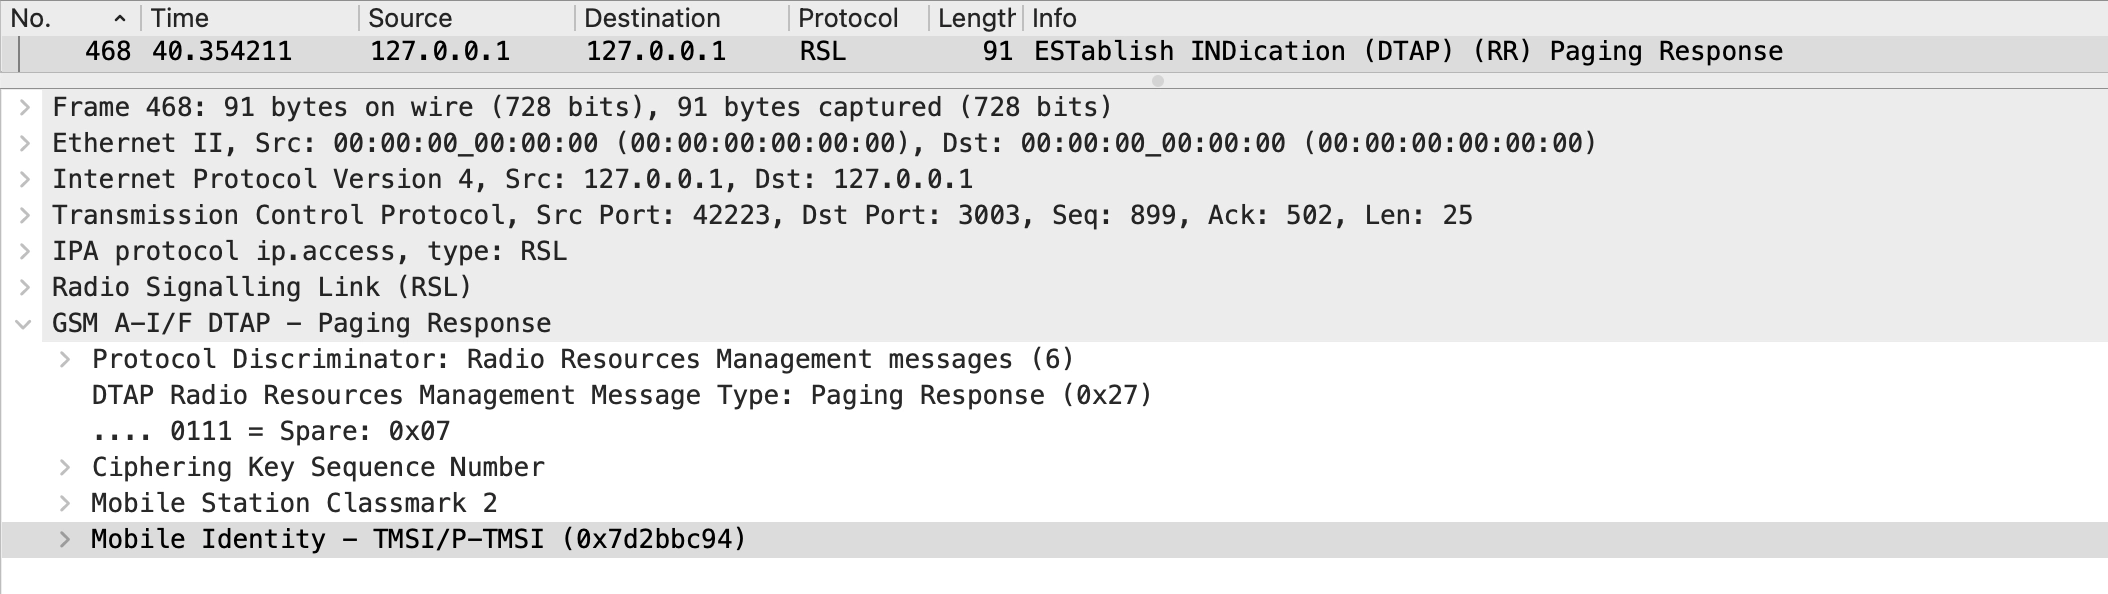 No. Time Source Destination Protocol Length Info
468 40.354211 127.0.0.1 127.0.0.1 RSL 91 ESTablish INDication (DTAP) (RR) Paging Response
Frame 468: 91 bytes on wire (728 bits), 91 bytes captured (728 bits)
Ethernet II, Src: 00:00:00_00:00:00 (00:00:00:00:00:00), Dst: 00:00:00_00:00:00 (00:00:00:00:00:00)
Internet Protocol Version 4, Src: 127.0.0.1, Dst: 127.0.0.1
Transmission Control Protocol, Src Port: 42223, Dst Port: 3003, Seq: 899, Ack: 502, Len: 25
IPA protocol ip.access, type: RSL
Radio Signalling Link (RSL)
GSM A-I/F DTAP - Paging Response
Protocol Discriminator: Radio Resources Management messages (6)
DTAP Radio Resources Management Message Type: Paging Response (0x27)
.... 0111 = Spare: 0x07
Ciphering Key Sequence Number
Mobile Station Classmark 2
Mobile Identity - TMSI/P-TMSI (0x7d2bbc94)